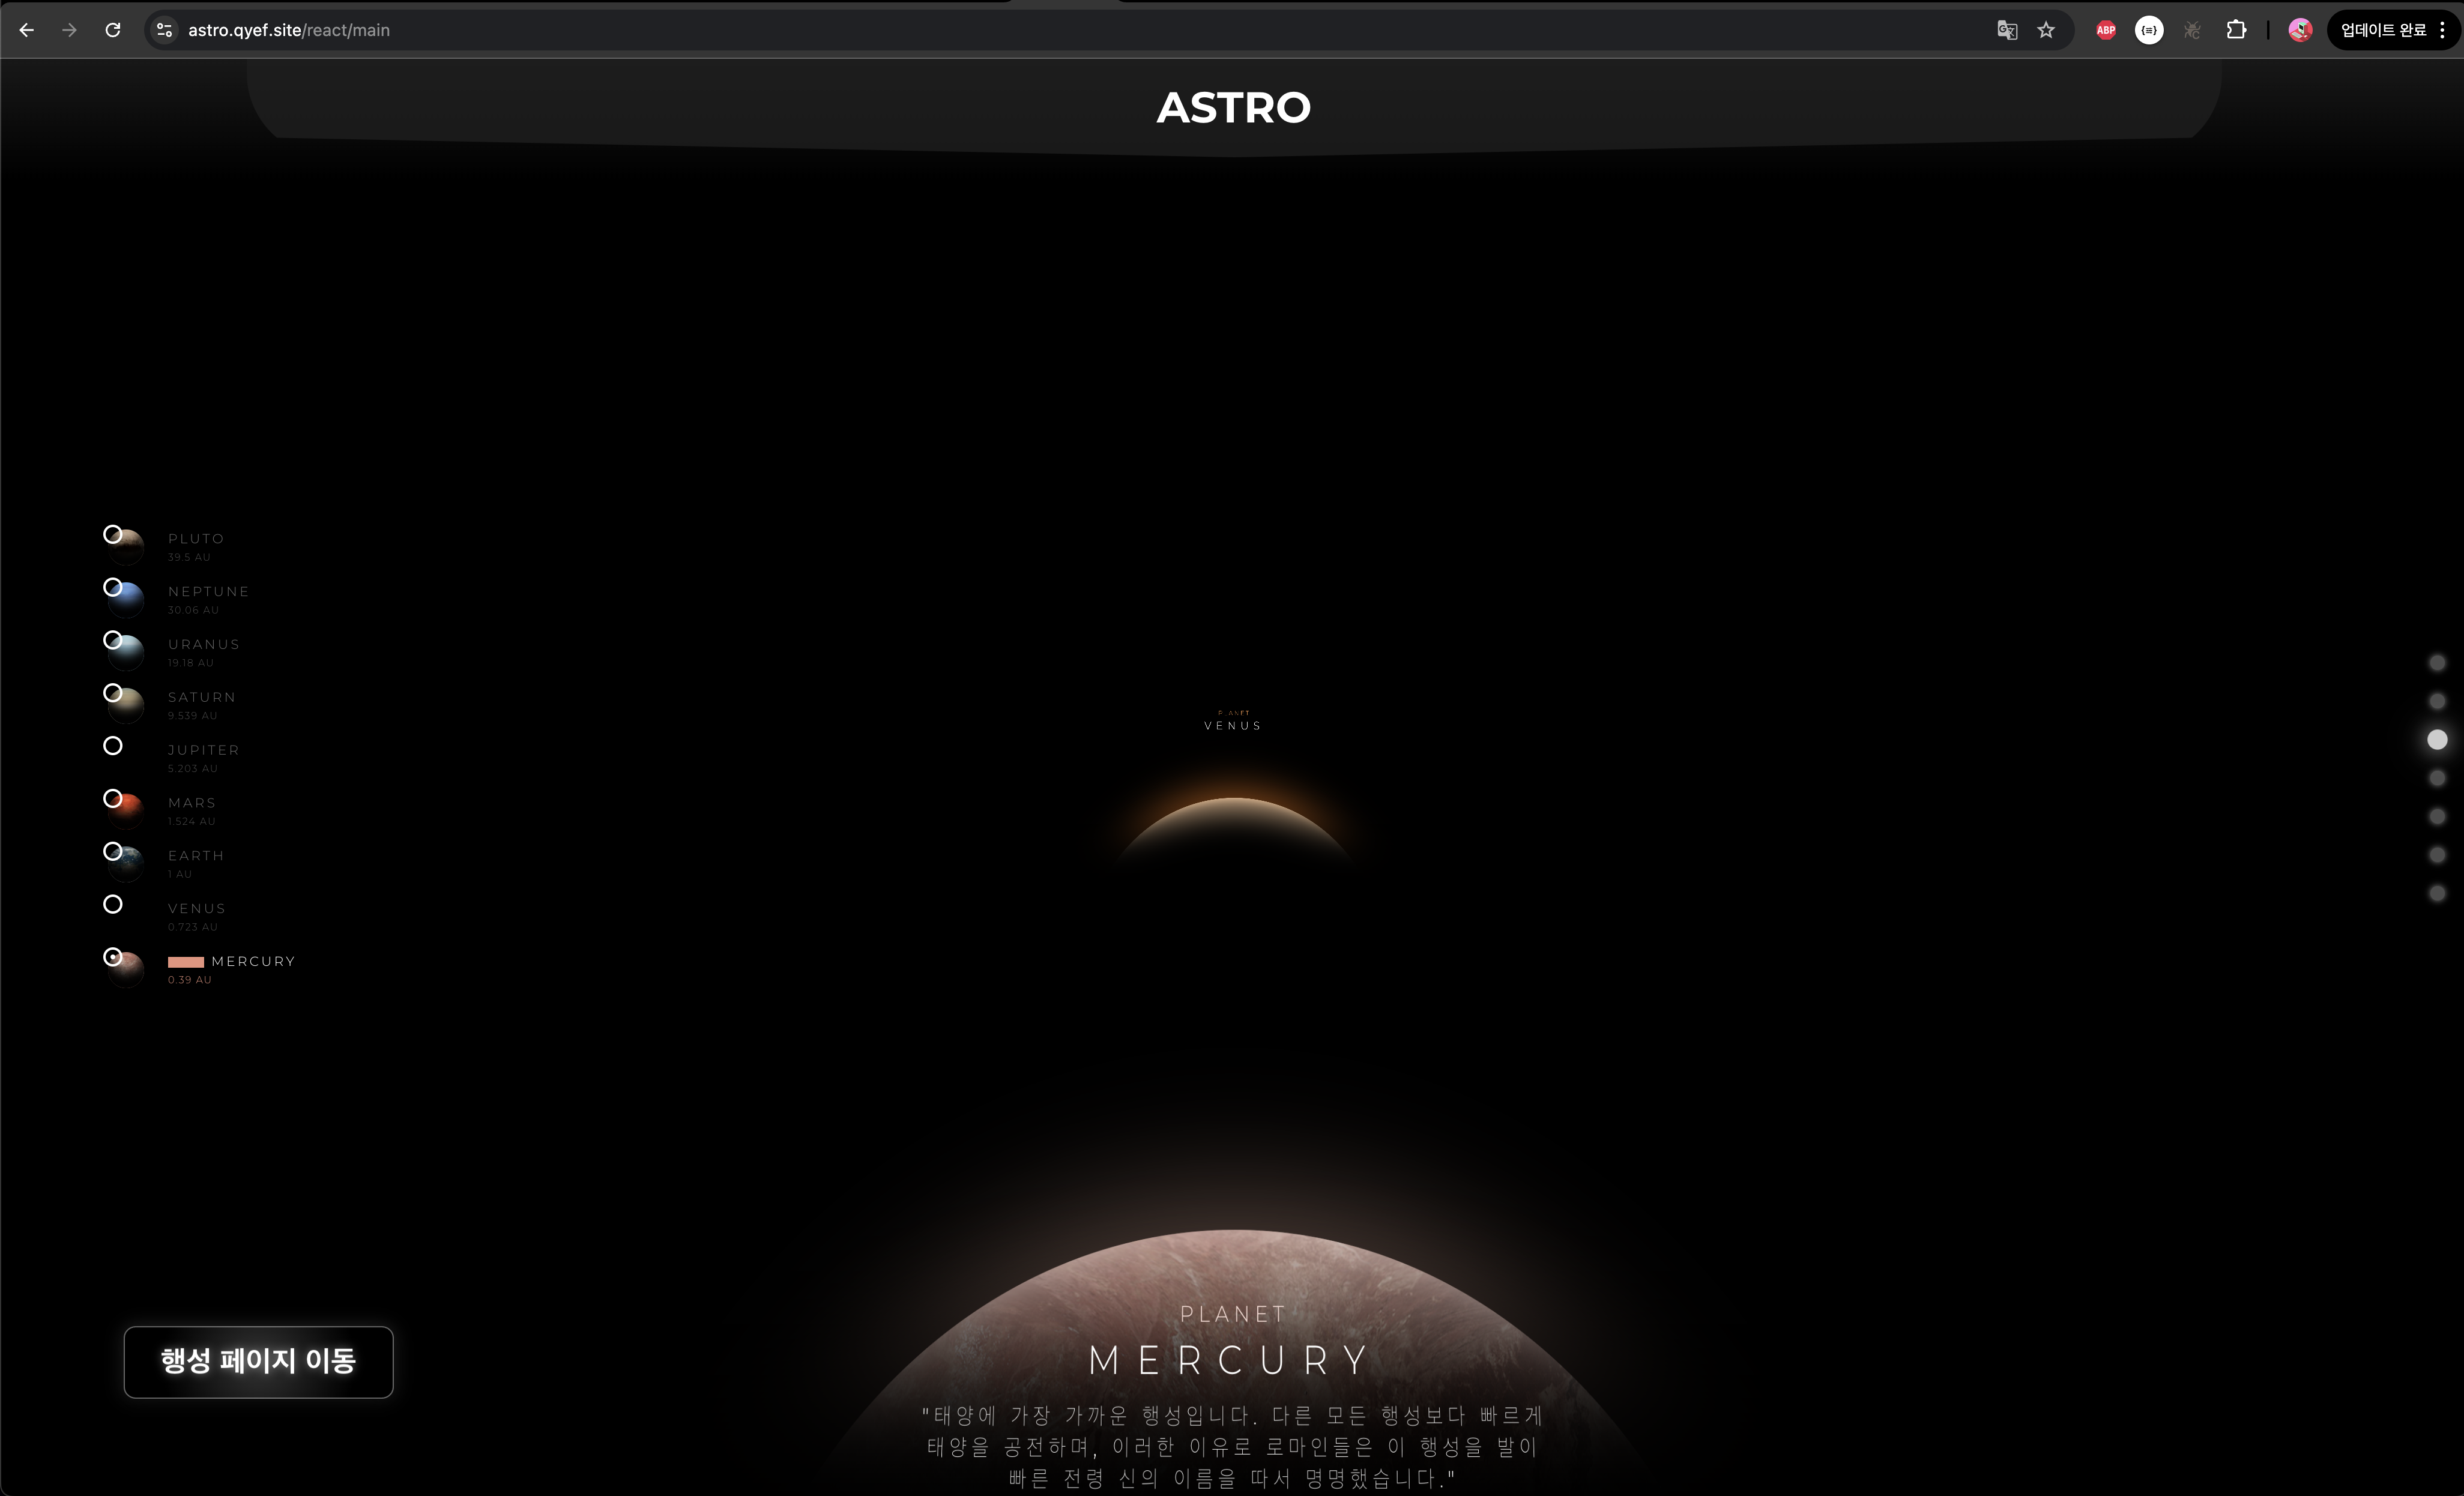 astro.qyef.site/react/main
ABP
{≡}
업데이트 완료
ASTRO
PLUTO
39.5 AU
NEPTUNE
30.06 AU
URANUS
19.18 AU
SATURN
9.539 AU
JUPITER
5.203 AU
MARS
1.524 AU
EARTH
1 AU
VENUS
0.723 AU
MERCURY
0.39 AU
PLANET
VENUS
행성 페이지 이동
PLANET
MERCURY
"태양에 가장 가까운 행성입니다. 다른 모든 행성보다 빠르게
태양을 공전하며, 이러한 이유로 로마인들은 이 행성을 발이
빠른 전령 신의 이름을 따서 명명했습니다."